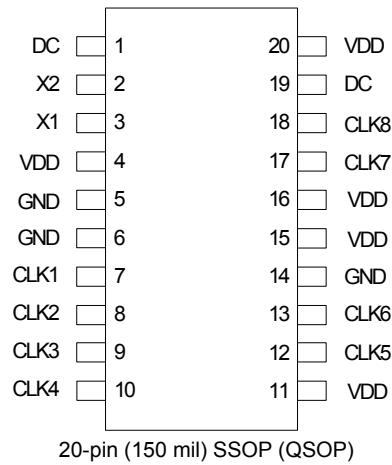 DC 1 20 VDD
X2 2 19 DC
X1 3 18 CLK8
VDD 4 17 CLK7
GND 5 16 VDD
GND 6 15 VDD
CLK1 7 14 GND
CLK2 8 13 CLK6
CLK3 9 12 CLK5
CLK4 10 11 VDD
20-pin (150 mil) SSOP (QSOP)